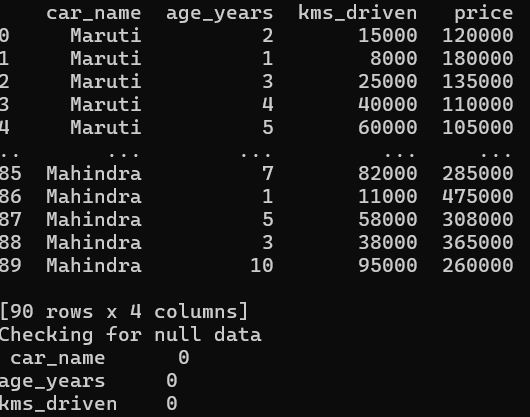 car_name age_years kms_driven price
0 Maruti 2 15000 120000
1 Maruti 1 8000 180000
2 Maruti 3 25000 135000
3 Maruti 4 40000 110000
4 Maruti 5 60000 105000
.. ... ... ... ...
85 Mahindra 7 82000 285000
86 Mahindra 1 11000 475000
87 Mahindra 5 58000 308000
88 Mahindra 3 38000 365000
89 Mahindra 10 95000 260000
[90 rows x 4 columns]
Checking for null data
car_name 0
age_years 0
kms_driven 0